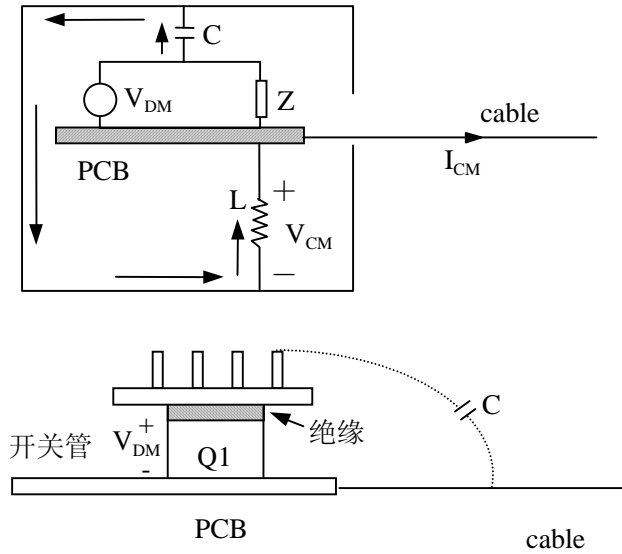 C
V_DM
Z
cable
PCB
I_CM
L
+
V_CM
−
C
绝缘
开关管
V_DM
+
-
Q1
PCB
cable